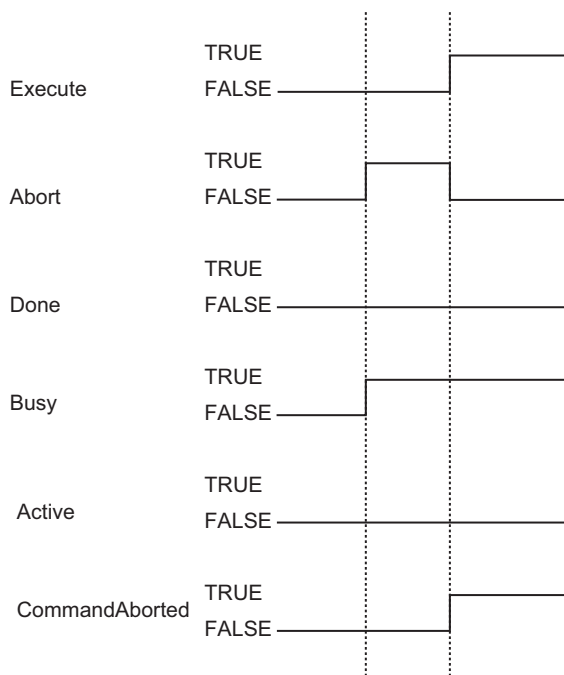 TRUE
Execute FALSE
TRUE
Abort FALSE
TRUE
Done FALSE
TRUE
Busy FALSE
TRUE
Active FALSE
TRUE
CommandAborted FALSE